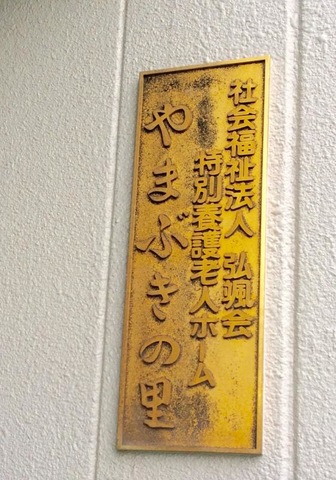 社会福祉法人 弘颯会
特別養護老人ホーム
やまぶきの里